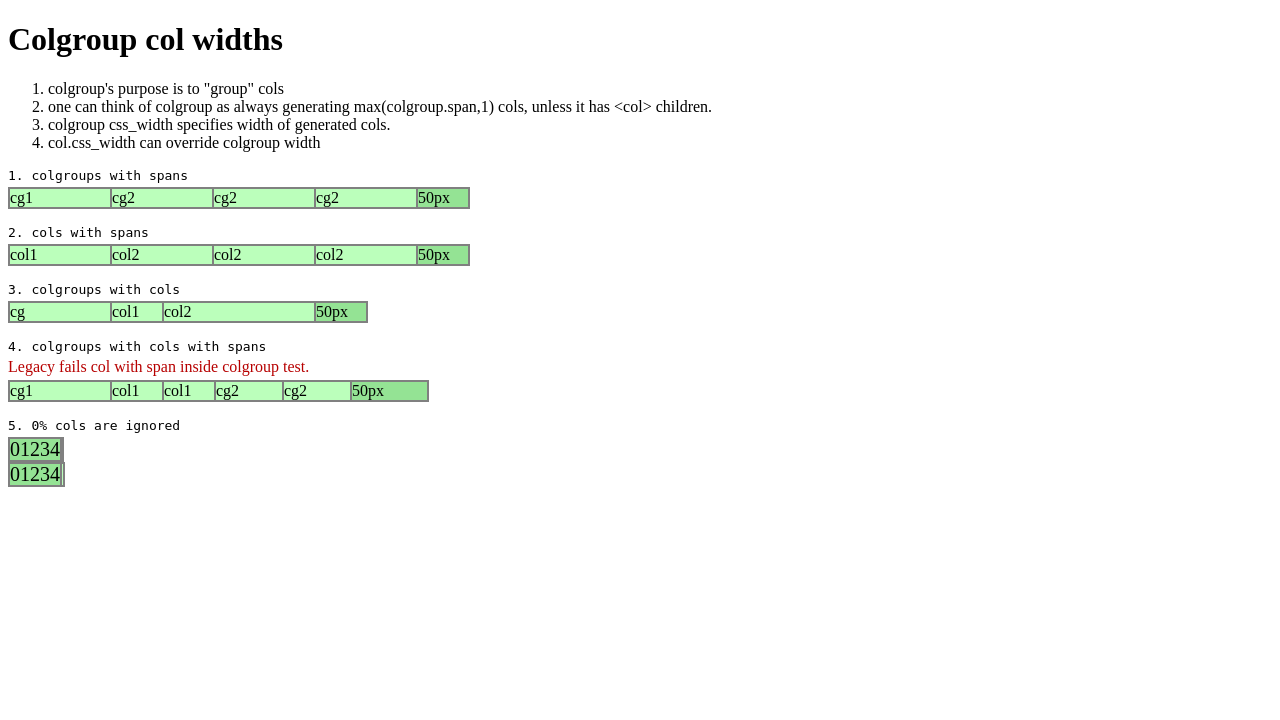 Colgroup col widths
1. colgroup's purpose is to "group" cols
2. one can think of colgroup as always generating max(colgroup.span,1) cols, unless it has <col> children.
3. colgroup css_width specifies width of generated cols.
4. col.css_width can override colgroup width
1. colgroups with spans
cg1 cg2 cg2 cg2 50px
2. cols with spans
col1 col2 col2 col2 50px
3. colgroups with cols
cg col1 col2 50px
4. colgroups with cols with spans
Legacy fails col with span inside colgroup test.
cg1 col1 col1 cg2 cg2 50px
5. 0% cols are ignored
01234
01234